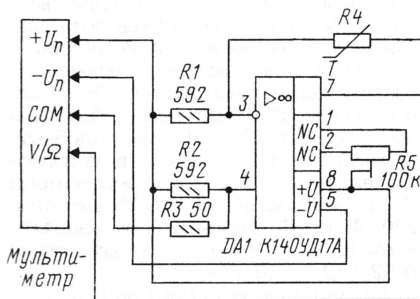 +Uп
R4
T
−Uп
R1
592
3
▷∞
7
COM
NC
1
V/Ω
R2
592
NC
2
R5
100к
4
+U
8
R3 50
−U
5
DA1 К140УД17А
Мульти-
метр